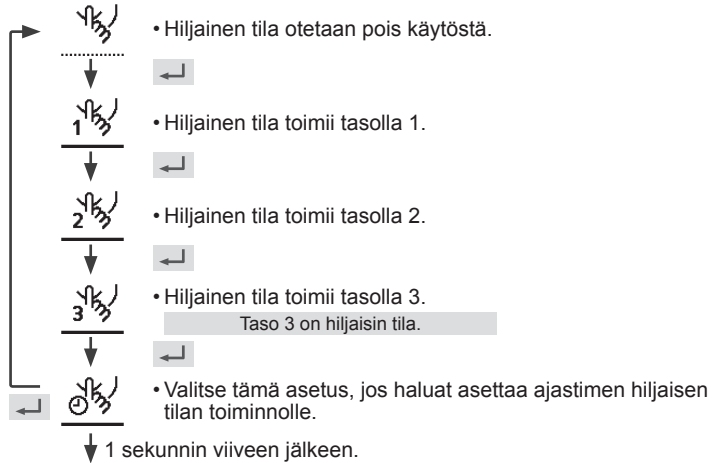 • Hiljainen tila otetaan pois käytöstä.
1
• Hiljainen tila toimii tasolla 1.
2
• Hiljainen tila toimii tasolla 2.
3
• Hiljainen tila toimii tasolla 3.
Taso 3 on hiljaisin tila.
• Valitse tämä asetus, jos haluat asettaa ajastimen hiljaisen
tilan toiminnolle.
1 sekunnin viiveen jälkeen.